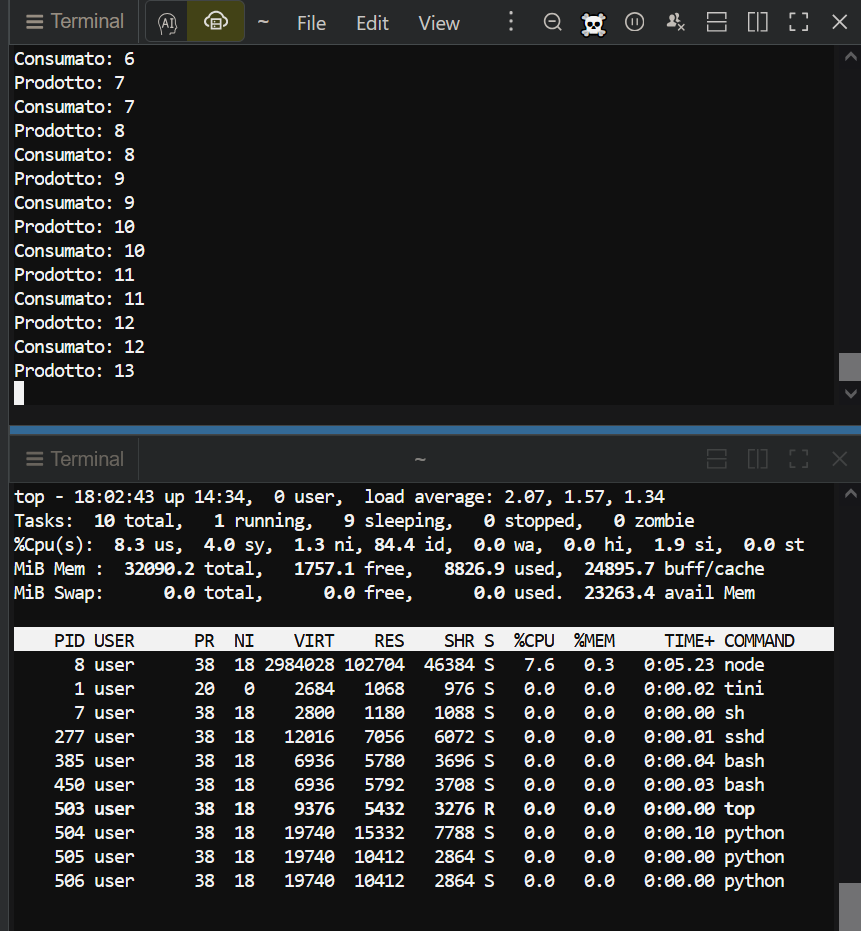 Terminal AI ~ File Edit View
Consumato: 6
Prodotto: 7
Consumato: 7
Prodotto: 8
Consumato: 8
Prodotto: 9
Consumato: 9
Prodotto: 10
Consumato: 10
Prodotto: 11
Consumato: 11
Prodotto: 12
Consumato: 12
Prodotto: 13
Terminal ~
top - 18:02:43 up 14:34,  0 user,  load average: 2.07, 1.57, 1.34
Tasks:  10 total,   1 running,   9 sleeping,   0 stopped,   0 zombie
%Cpu(s):  8.3 us,  4.0 sy,  1.3 ni, 84.4 id,  0.0 wa,  0.0 hi,  1.9 si,  0.0 st
MiB Mem :  32090.2 total,   1757.1 free,   8826.9 used,  24895.7 buff/cache
MiB Swap:      0.0 total,      0.0 free,      0.0 used.  23263.4 avail Mem
PID USER      PR  NI    VIRT    RES    SHR S  %CPU  %MEM     TIME+ COMMAND
8 user      38  18 2984028 102704  46384 S   7.6   0.3   0:05.23 node
1 user      20   0    2684   1068    976 S   0.0   0.0   0:00.02 tini
7 user      38  18    2800   1180   1088 S   0.0   0.0   0:00.00 sh
277 user      38  18   12016   7056   6072 S   0.0   0.0   0:00.01 sshd
385 user      38  18    6936   5780   3696 S   0.0   0.0   0:00.04 bash
450 user      38  18    6936   5792   3708 S   0.0   0.0   0:00.03 bash
503 user      38  18    9376   5432   3276 R   0.0   0.0   0:00.00 top
504 user      38  18   19740  15332   7788 S   0.0   0.0   0:00.10 python
505 user      38  18   19740  10412   2864 S   0.0   0.0   0:00.00 python
506 user      38  18   19740  10412   2864 S   0.0   0.0   0:00.00 python